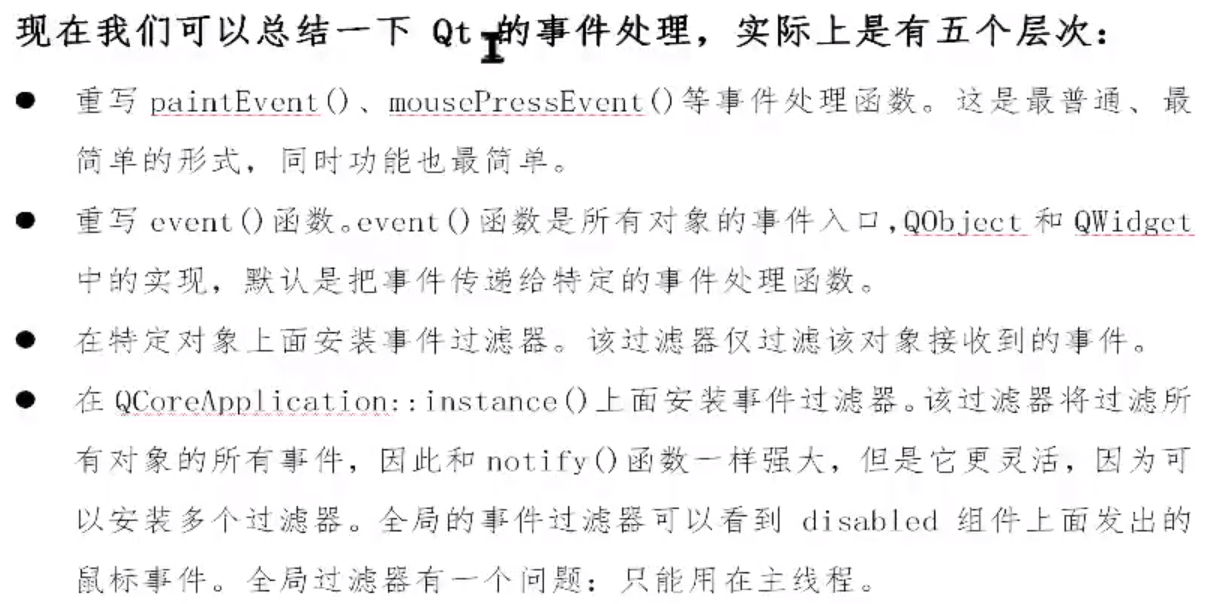 现在我们可以总结一下 Qt 的事件处理，实际上是有五个层次：
● 重写 paintEvent()、mousePressEvent()等事件处理函数。这是最普通、最
简单的形式，同时功能也最简单。
● 重写 event()函数。event()函数是所有对象的事件入口，QObject 和 QWidget
中的实现，默认是把事件传递给特定的事件处理函数。
● 在特定对象上面安装事件过滤器。该过滤器仅过滤该对象接收到的事件。
● 在 QCoreApplication::instance()上面安装事件过滤器。该过滤器将过滤所
有对象的所有事件，因此和 notify()函数一样强大，但是它更灵活，因为可
以安装多个过滤器。全局的事件过滤器可以看到 disabled 组件上面发出的
鼠标事件。全局过滤器有一个问题：只能用在主线程。